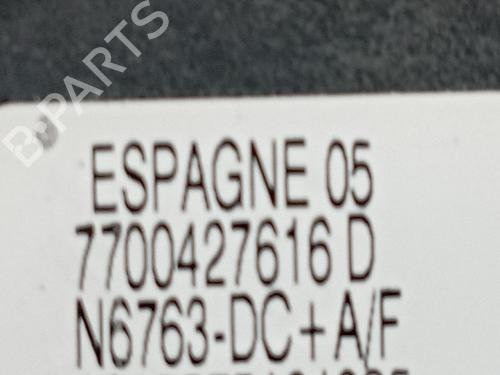 B-PARTS
ESPAGNE 05
7700427616 D
N6763-DC+A/F